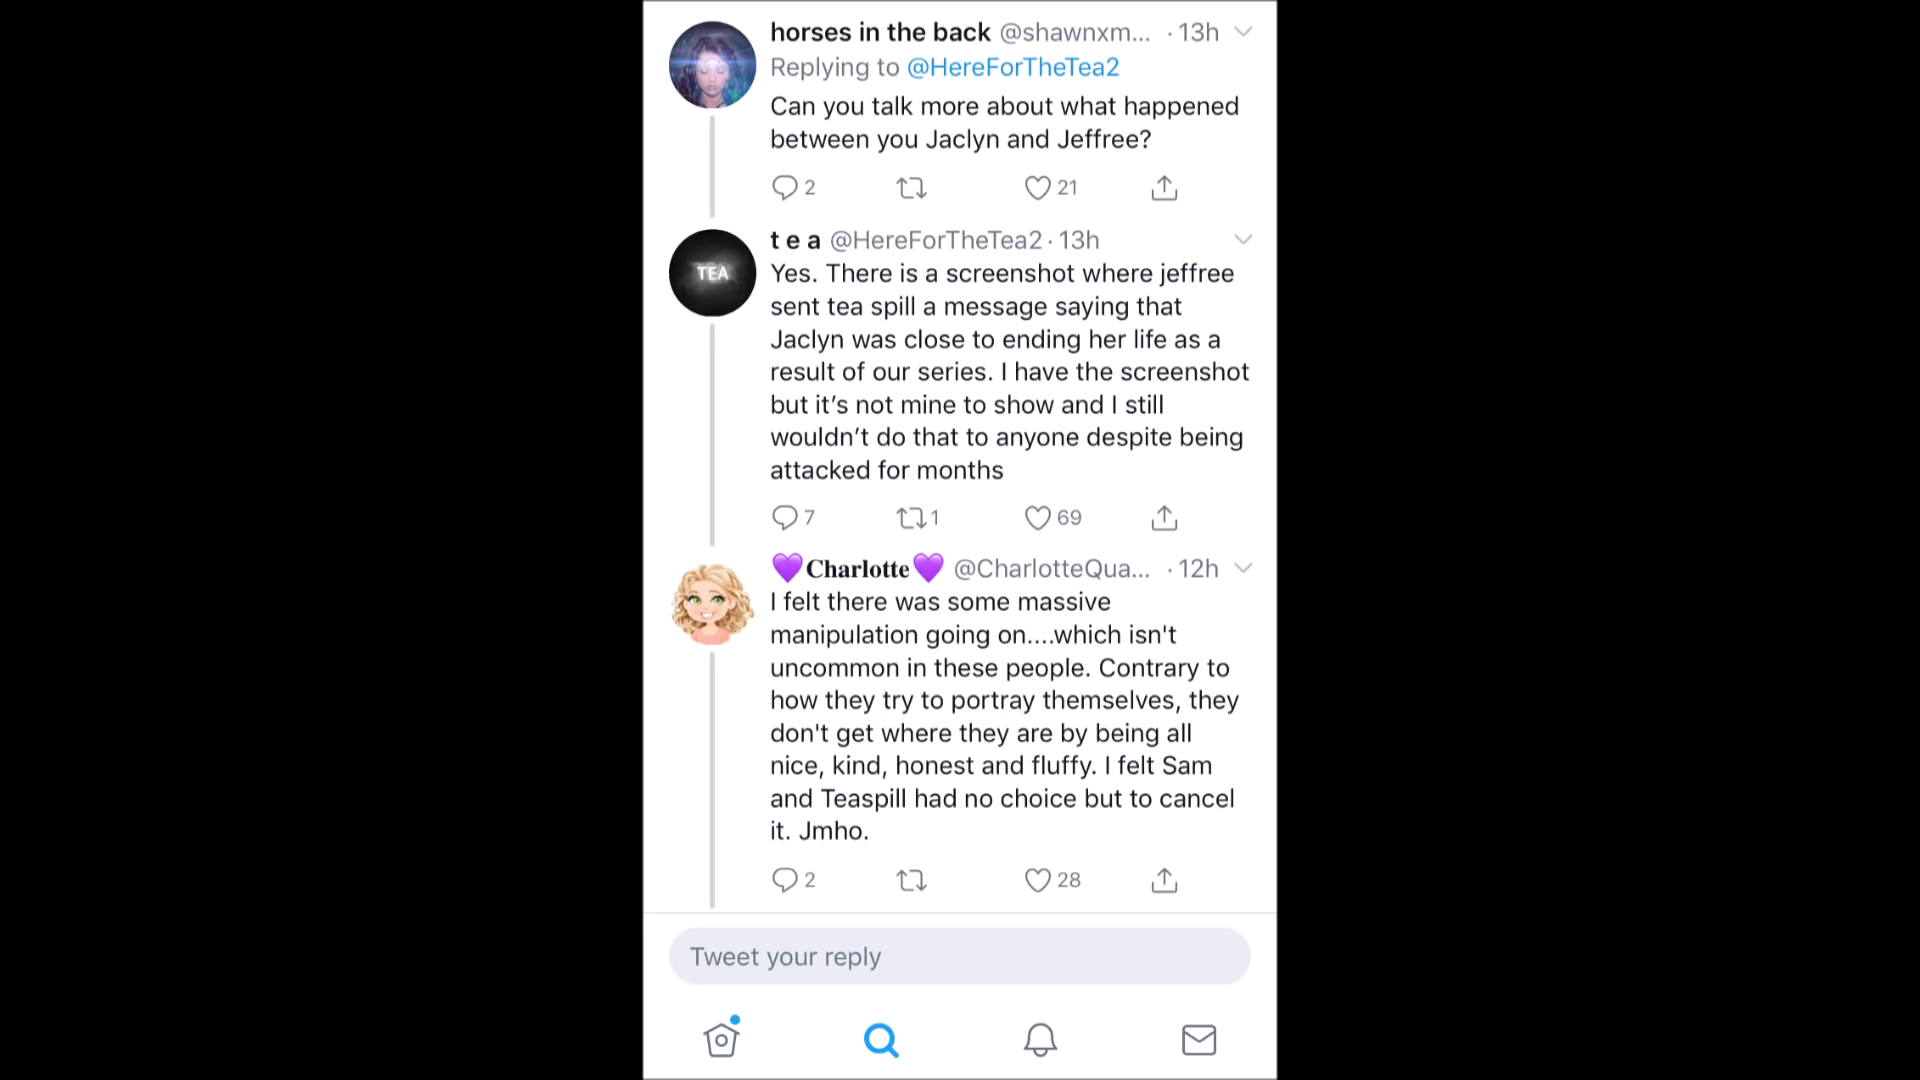 horses in the back @shawnxm... · 13h
Replying to @HereForTheTea2
Can you talk more about what happened
between you Jaclyn and Jeffree?
2 21
t e a @HereForTheTea2 · 13h
TEA
Yes. There is a screenshot where jeffree
sent tea spill a message saying that
Jaclyn was close to ending her life as a
result of our series. I have the screenshot
but it’s not mine to show and I still
wouldn’t do that to anyone despite being
attacked for months
7 1 69
💜Charlotte💜 @CharlotteQua... · 12h
I felt there was some massive
manipulation going on....which isn't
uncommon in these people. Contrary to
how they try to portray themselves, they
don't get where they are by being all
nice, kind, honest and fluffy. I felt Sam
and Teaspill had no choice but to cancel
it. Jmho.
2 28
Tweet your reply